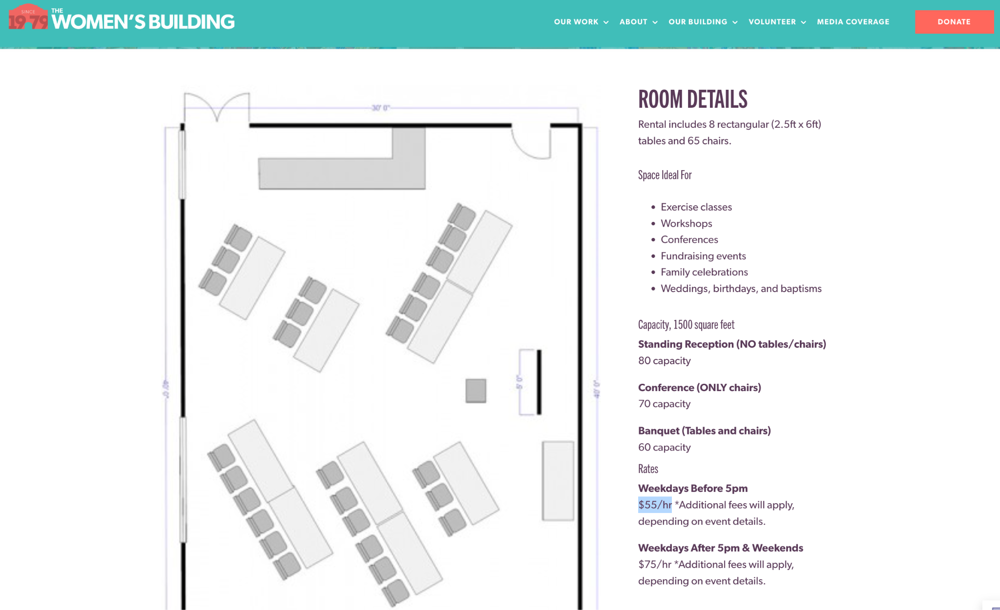 SINCE
1979
THE
WOMEN'S BUILDING
OUR WORK
ABOUT
OUR BUILDING
VOLUNTEER
MEDIA COVERAGE
DONATE
30' 0"
40' 0"
5' 0"
40' 0"
ROOM DETAILS
Rental includes 8 rectangular (2.5ft x 6ft)
tables and 65 chairs.
Space Ideal For
• Exercise classes
• Workshops
• Conferences
• Fundraising events
• Family celebrations
• Weddings, birthdays, and baptisms
Capacity, 1500 square feet
Standing Reception (NO tables/chairs)
80 capacity
Conference (ONLY chairs)
70 capacity
Banquet (Tables and chairs)
60 capacity
Rates
Weekdays Before 5pm
$55/hr *Additional fees will apply,
depending on event details.
Weekdays After 5pm & Weekends
$75/hr *Additional fees will apply,
depending on event details.